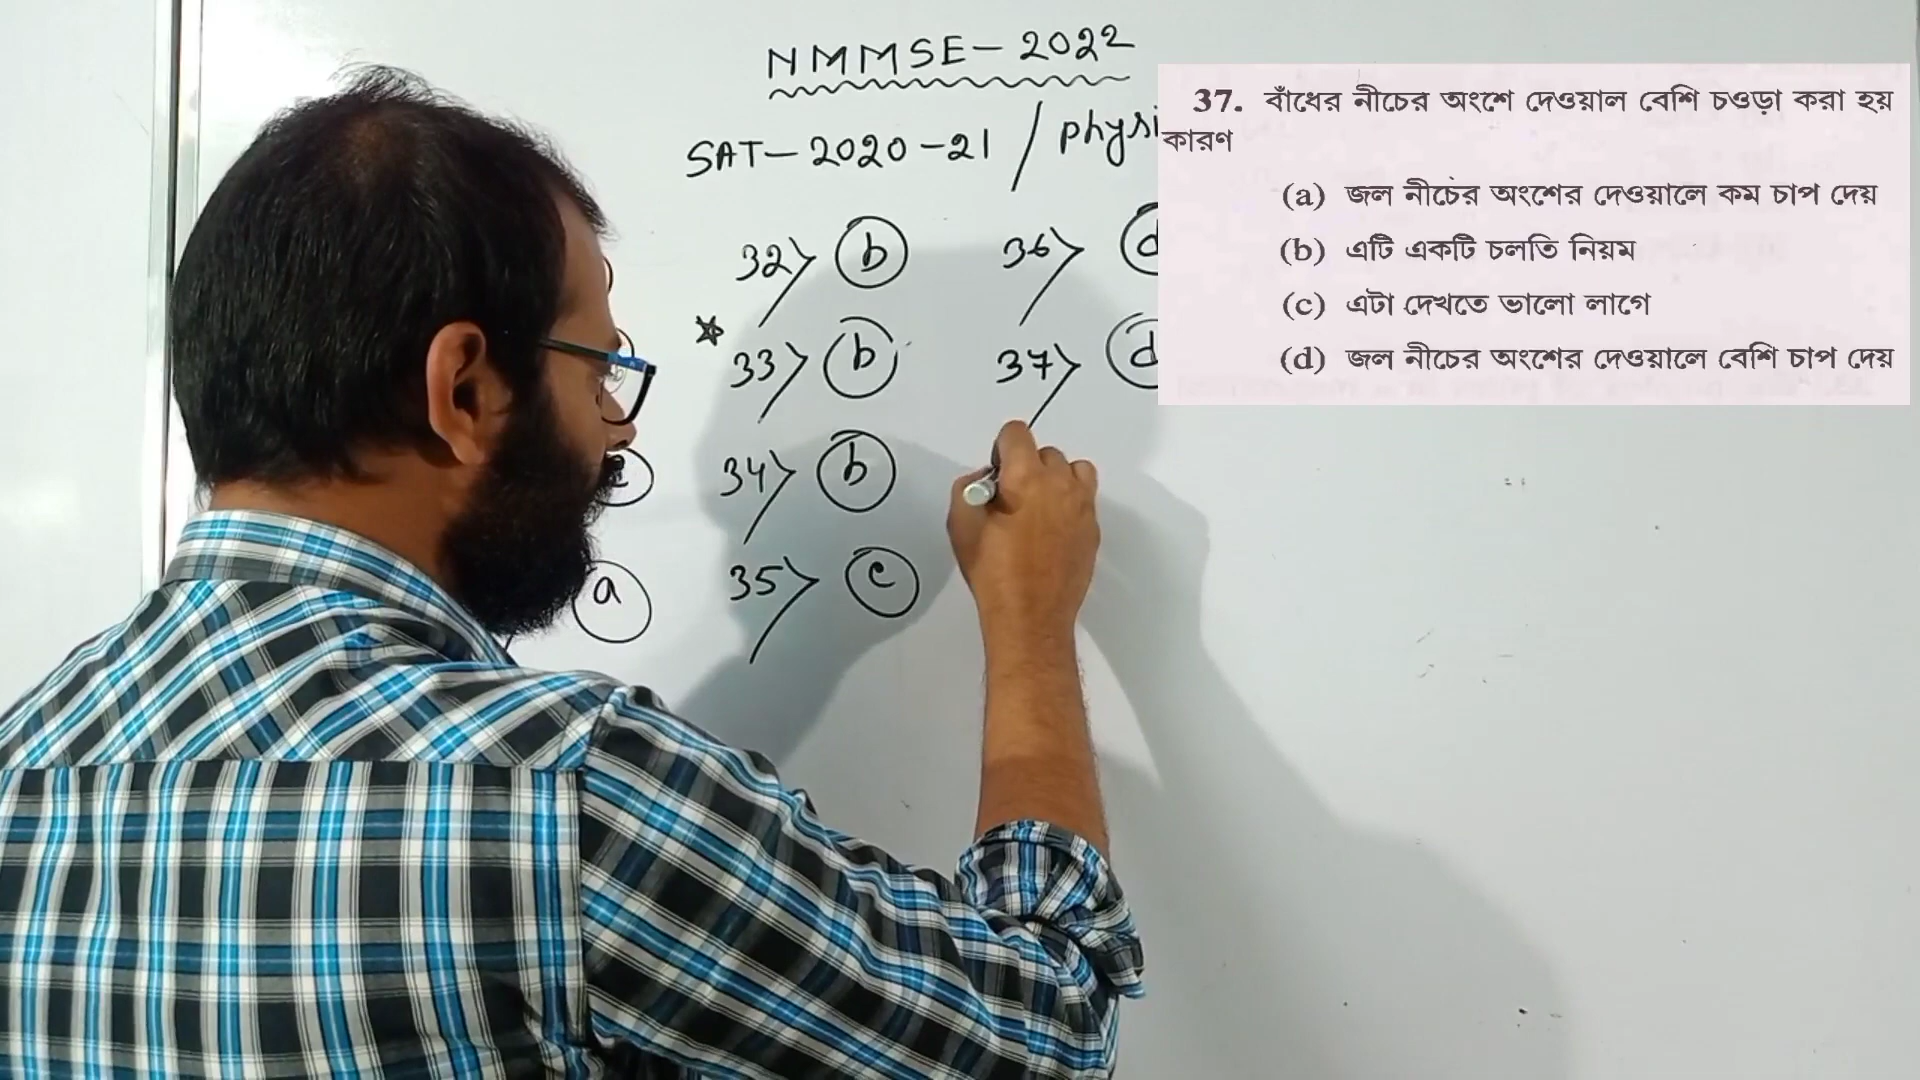 NMMSE-2022
SAT-2020-21 / physi
32> b
* 33> b
34> b
35> c
a
36> d
37> d
37. বাঁধের নীচের অংশে দেওয়াল বেশি চওড়া করা হয়
কারণ
(a) জল নীচের অংশের দেওয়ালে কম চাপ দেয়
(b) এটি একটি চলতি নিয়ম
(c) এটা দেখতে ভালো লাগে
(d) জল নীচের অংশের দেওয়ালে বেশি চাপ দেয়